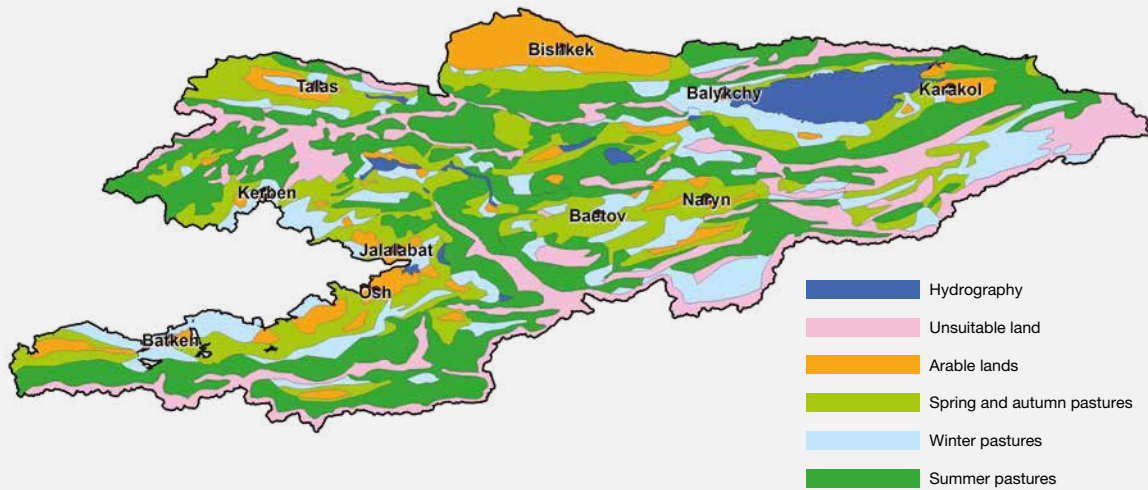 Bishkek
Talas
Balykchy
Karakol
Kerben
Naryn
Baetov
Jalalabat
Osh
Batken
Hydrography
Unsuitable land
Arable lands
Spring and autumn pastures
Winter pastures
Summer pastures